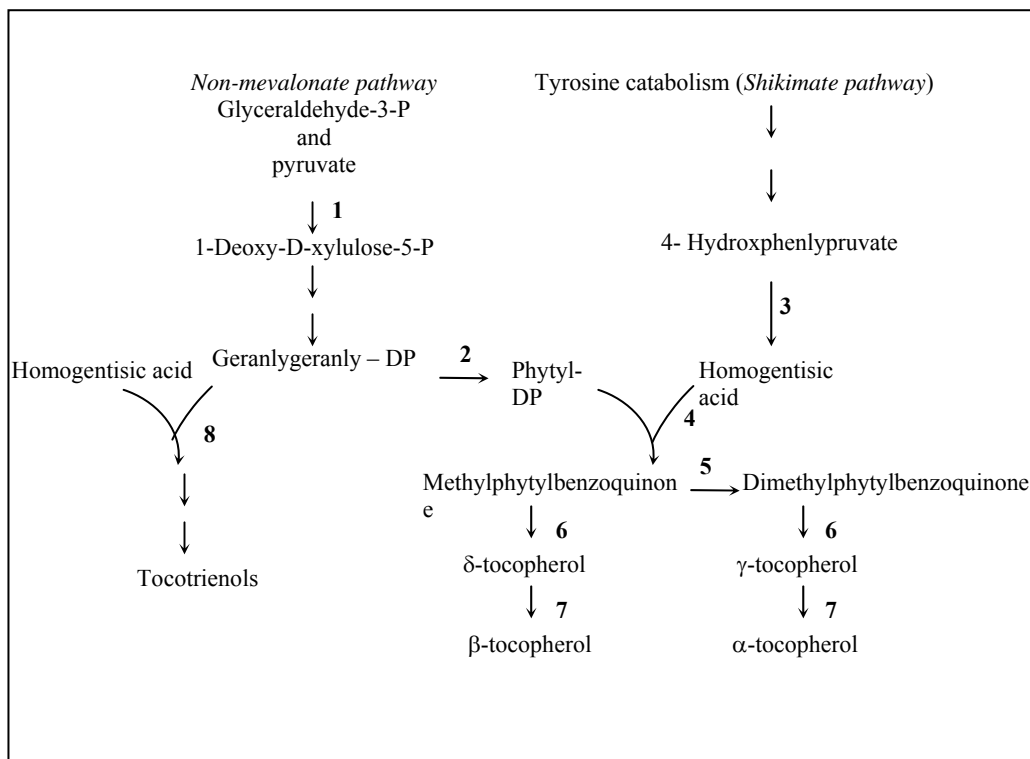 Non-mevalonate pathway
Glyceraldehyde-3-P
and
pyruvate
1
1-Deoxy-D-xylulose-5-P
Tyrosine catabolism (Shikimate pathway)
4- Hydroxphenlypruvate
3
Homogentisic acid
Geranlygeranly – DP
2
Phytyl-
DP
Homogentisic
acid
8
4
Tocotrienols
Methylphytylbenzoquinon
e
5
Dimethylphytylbenzoquinone
6
6
δ-tocopherol
γ-tocopherol
7
7
β-tocopherol
α-tocopherol